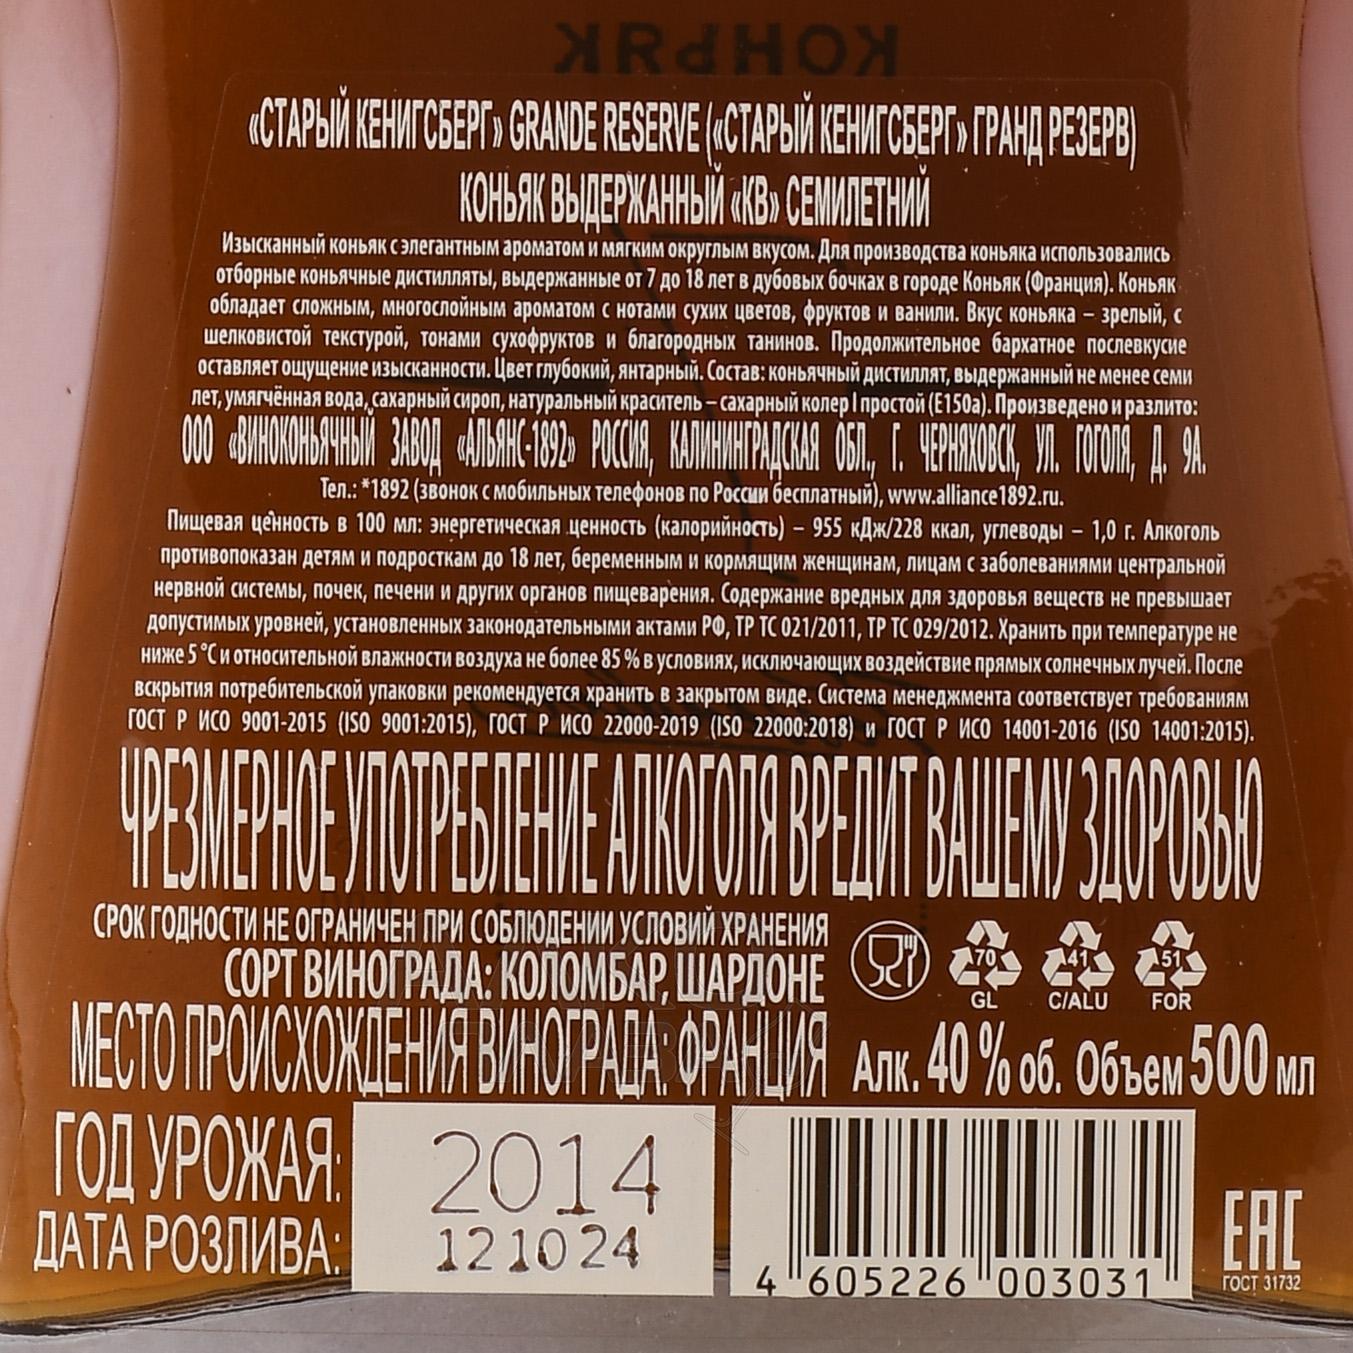 КОНЬЯК
«СТАРЫЙ КЕНИГСБЕРГ» GRANDE RESERVE («СТАРЫЙ КЕНИГСБЕРГ» ГРАНД РЕЗЕРВ)
КОНЬЯК ВЫДЕРЖАННЫЙ «КВ» СЕМИЛЕТНИЙ
Изысканный коньяк с элегантным ароматом и мягким округлым вкусом. Для производства коньяка использовались
отборные коньячные дистилляты, выдержанные от 7 до 18 лет в дубовых бочках в городе Коньяк (Франция). Коньяк
обладает сложным, многослойным ароматом с нотами сухих цветов, фруктов и ванили. Вкус коньяка – зрелый, с
шелковистой текстурой, тонами сухофруктов и благородных танинов. Продолжительное бархатное послевкусие
оставляет ощущение изысканности. Цвет глубокий, янтарный. Состав: коньячный дистиллят, выдержанный не менее семи
лет, умягчённая вода, сахарный сироп, натуральный краситель – сахарный колер I простой (E150a). Произведено и разлито:
ООО «ВИНОКОНЬЯЧНЫЙ ЗАВОД «АЛЬЯНС-1892» РОССИЯ, КАЛИНИНГРАДСКАЯ ОБЛ., Г. ЧЕРНЯХОВСК, УЛ. ГОГОЛЯ, Д. 9А.
Тел.: *1892 (звонок с мобильных телефонов по России бесплатный), www.alliance1892.ru.
Пищевая ценность в 100 мл: энергетическая ценность (калорийность) – 955 кДж/228 ккал, углеводы – 1,0 г. Алкоголь
противопоказан детям и подросткам до 18 лет, беременным и кормящим женщинам, лицам с заболеваниями центральной
нервной системы, почек, печени и других органов пищеварения. Содержание вредных для здоровья веществ не превышает
допустимых уровней, установленных законодательными актами РФ, ТР ТС 021/2011, ТР ТС 029/2012. Хранить при температуре не
ниже 5 °С и относительной влажности воздуха не более 85 % в условиях, исключающих воздействие прямых солнечных лучей. После
вскрытия потребительской упаковки рекомендуется хранить в закрытом виде. Система менеджмента соответствует требованиям
ГОСТ Р ИСО 9001-2015 (ISO 9001:2015), ГОСТ Р ИСО 22000-2019 (ISO 22000:2018) и ГОСТ Р ИСО 14001-2016 (ISO 14001:2015).
ЧРЕЗМЕРНОЕ УПОТРЕБЛЕНИЕ АЛКОГОЛЯ ВРЕДИТ ВАШЕМУ ЗДОРОВЬЮ
СРОК ГОДНОСТИ НЕ ОГРАНИЧЕН ПРИ СОБЛЮДЕНИИ УСЛОВИЙ ХРАНЕНИЯ
СОРТ ВИНОГРАДА: КОЛОМБАР, ШАРДОНЕ
70 41 51
GL C/ALU FOR
МЕСТО ПРОИСХОЖДЕНИЯ ВИНОГРАДА: ФРАНЦИЯ
Алк. 40 % об. Объем 500 мл
ГОД УРОЖАЯ: 2014
ДАТА РОЗЛИВА: 12 10 24
4 605226 003031
EAC
ГОСТ 31732